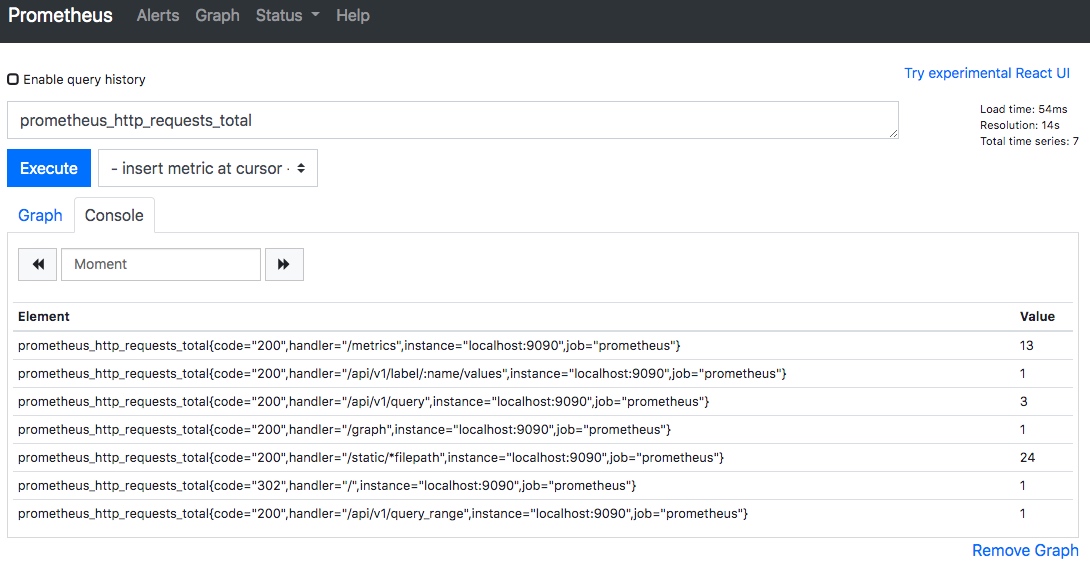 Prometheus Alerts Graph Status Help
Enable query history
Try experimental React UI
prometheus_http_requests_total
Load time: 54ms
Resolution: 14s
Total time series: 7
Execute
- insert metric at cursor -
Graph Console
Moment
Element Value
prometheus_http_requests_total{code="200",handler="/metrics",instance="localhost:9090",job="prometheus"} 13
prometheus_http_requests_total{code="200",handler="/api/v1/label/:name/values",instance="localhost:9090",job="prometheus"} 1
prometheus_http_requests_total{code="200",handler="/api/v1/query",instance="localhost:9090",job="prometheus"} 3
prometheus_http_requests_total{code="200",handler="/graph",instance="localhost:9090",job="prometheus"} 1
prometheus_http_requests_total{code="200",handler="/static/*filepath",instance="localhost:9090",job="prometheus"} 24
prometheus_http_requests_total{code="302",handler="/",instance="localhost:9090",job="prometheus"} 1
prometheus_http_requests_total{code="200",handler="/api/v1/query_range",instance="localhost:9090",job="prometheus"} 1
Remove Graph